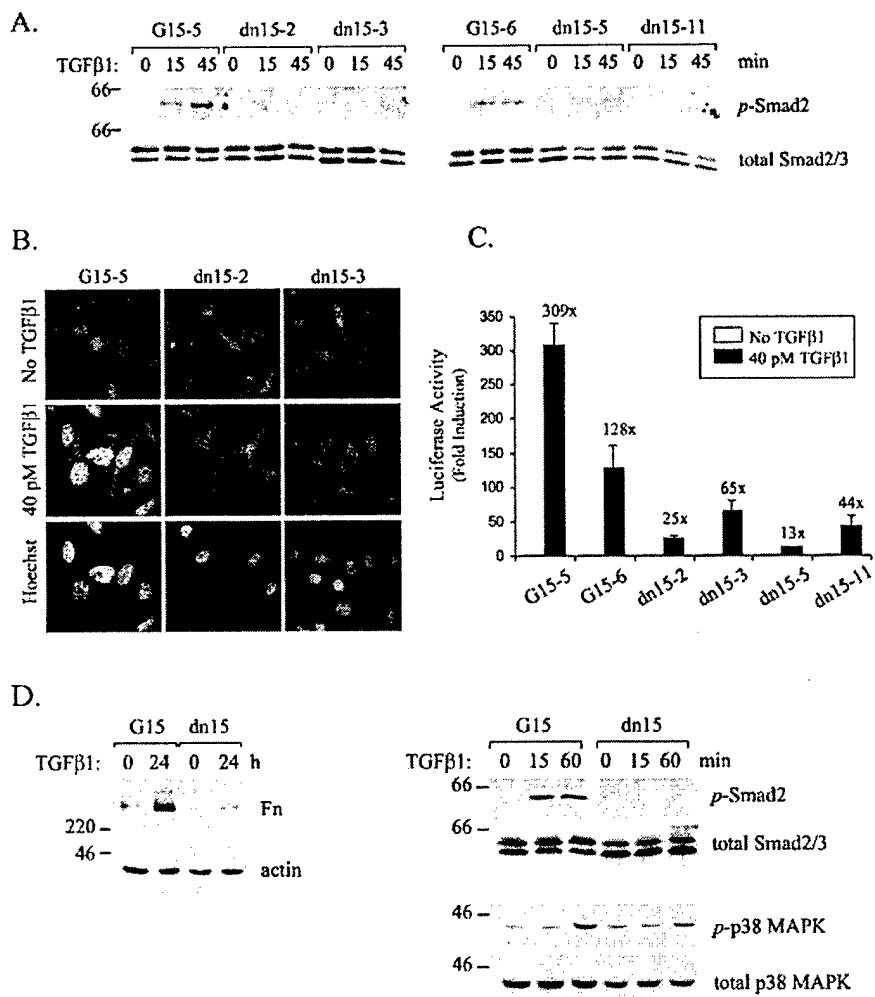 A.
G15-5 dn15-2 dn15-3 G15-6 dn15-5 dn15-11
TGFβ1: 0 15 45 0 15 45 0 15 45 0 15 45 0 15 45 0 15 45 min
66
p-Smad2
66
total Smad2/3
B.
G15-5 dn15-2 dn15-3
No TGFβ1
40 pM TGFβ1
Hoechst
C.
No TGFβ1
40 pM TGFβ1
Luciferase Activity
(Fold Induction)
350
300
250
200
150
100
50
0
309x
128x
25x
65x
13x
44x
G15-5 G15-6 dn15-2 dn15-3 dn15-5 dn15-11
D.
G15 dn15
TGFβ1: 0 24 0 24 h
Fn
220
46
actin
G15 dn15
TGFβ1: 0 15 60 0 15 60 min
66
p-Smad2
66
total Smad2/3
46
p-p38 MAPK
46
total p38 MAPK